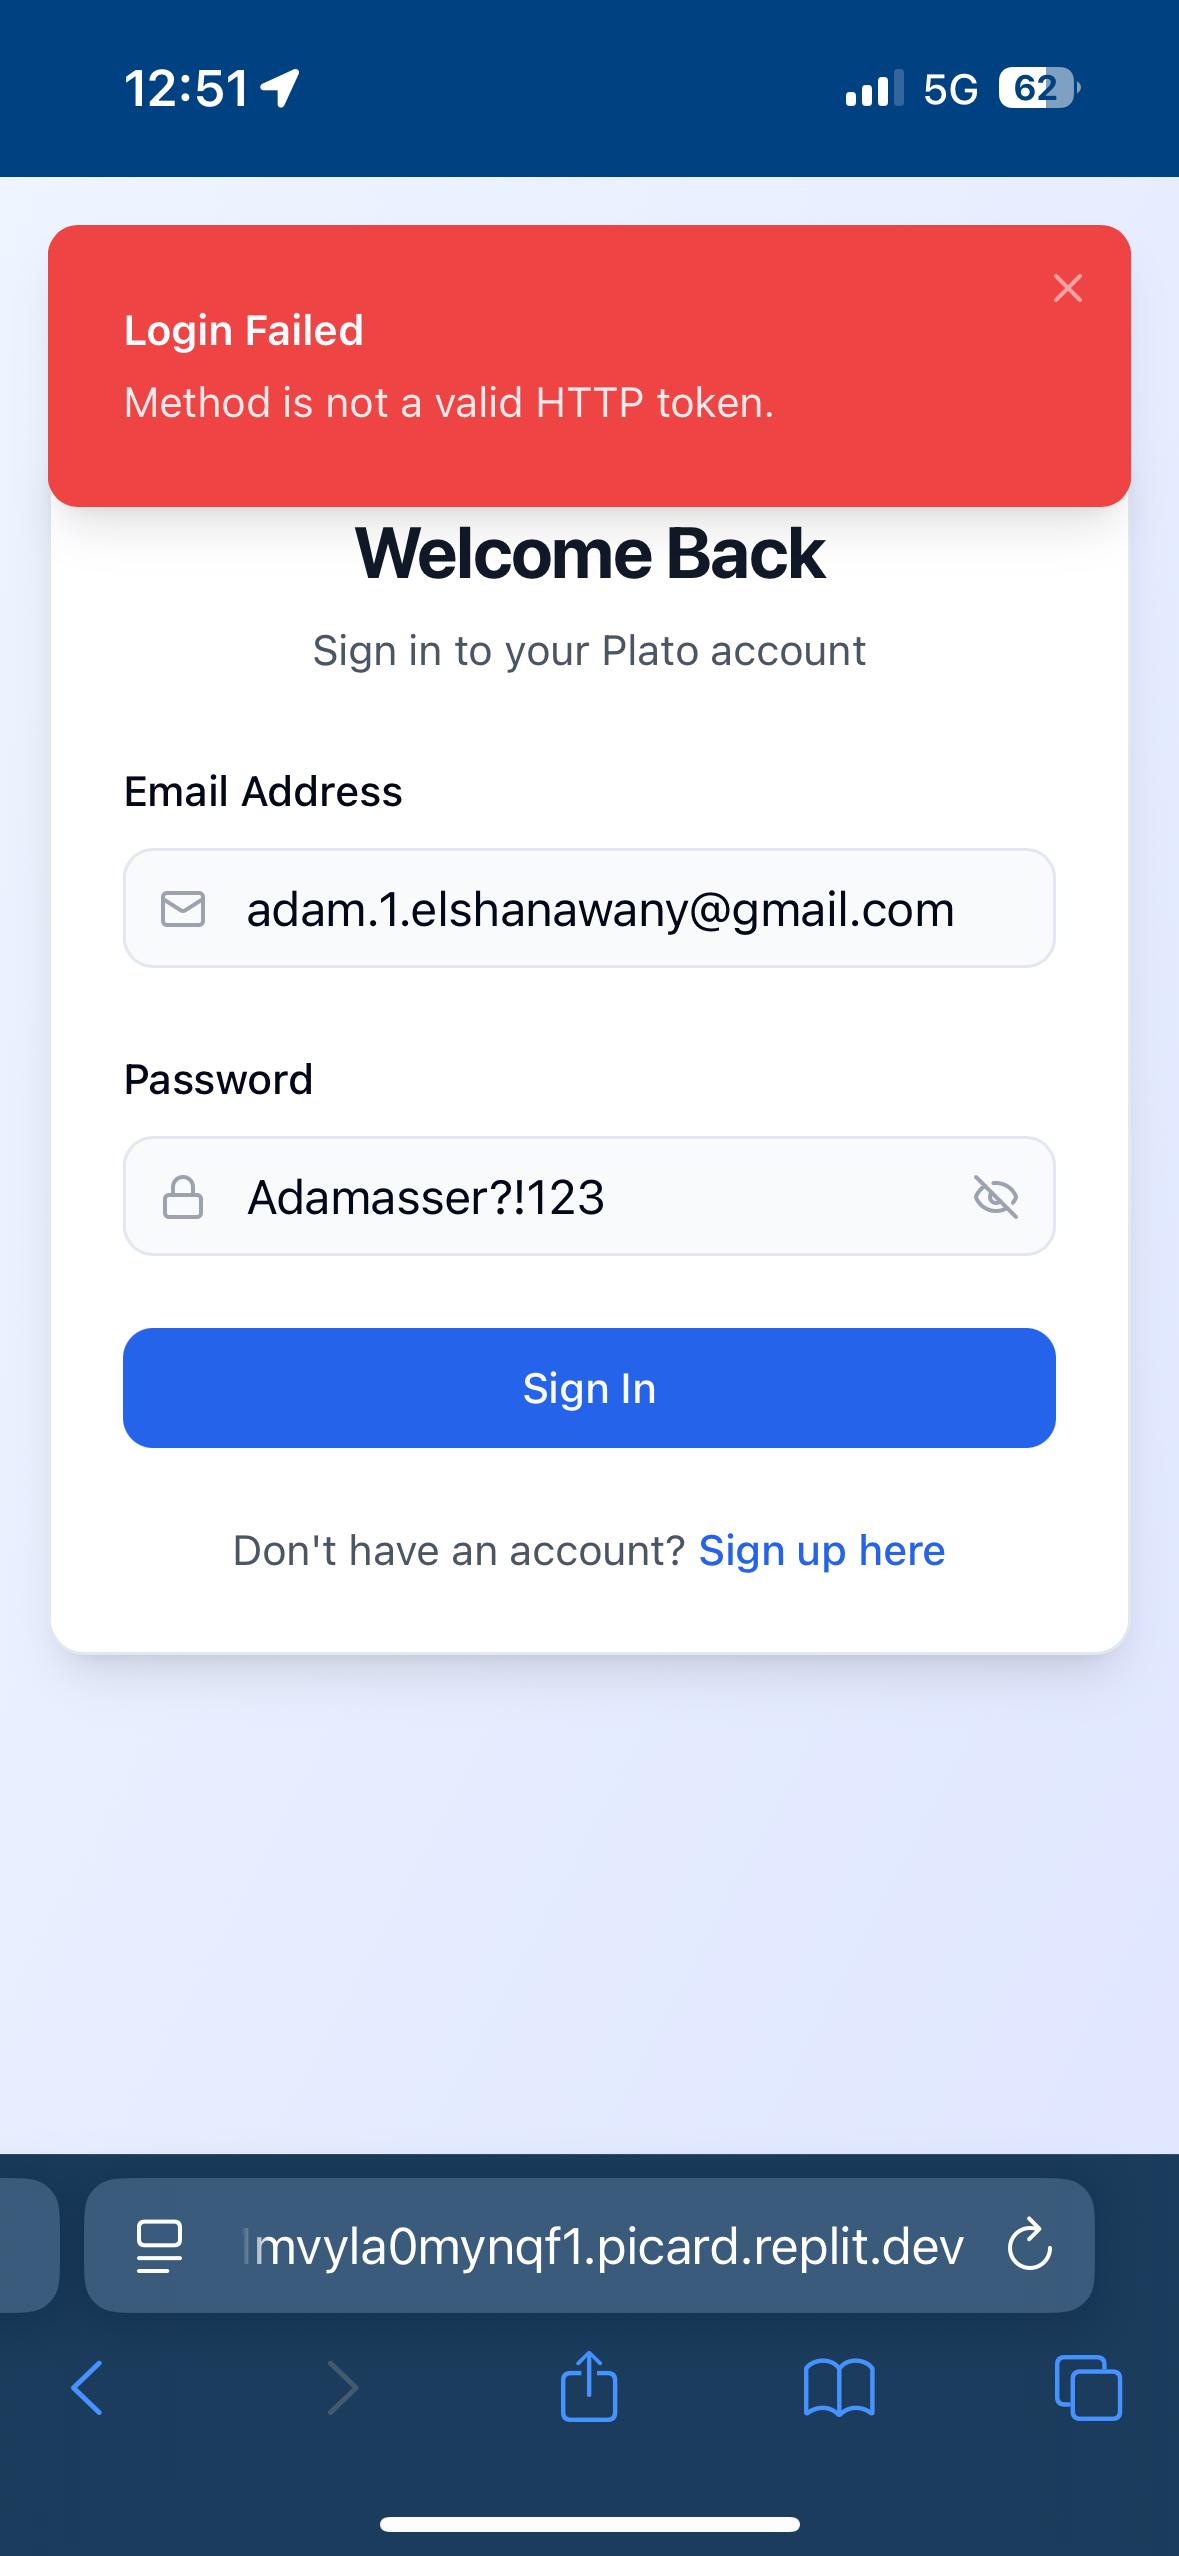 12:51
5G
62
Login Failed
Method is not a valid HTTP token.
Welcome Back
Sign in to your Plato account
Email Address
adam.1.elshanawany@gmail.com
Password
Adamasser?!123
Sign In
Don't have an account? Sign up here
mvyla0mynqf1.picard.replit.dev